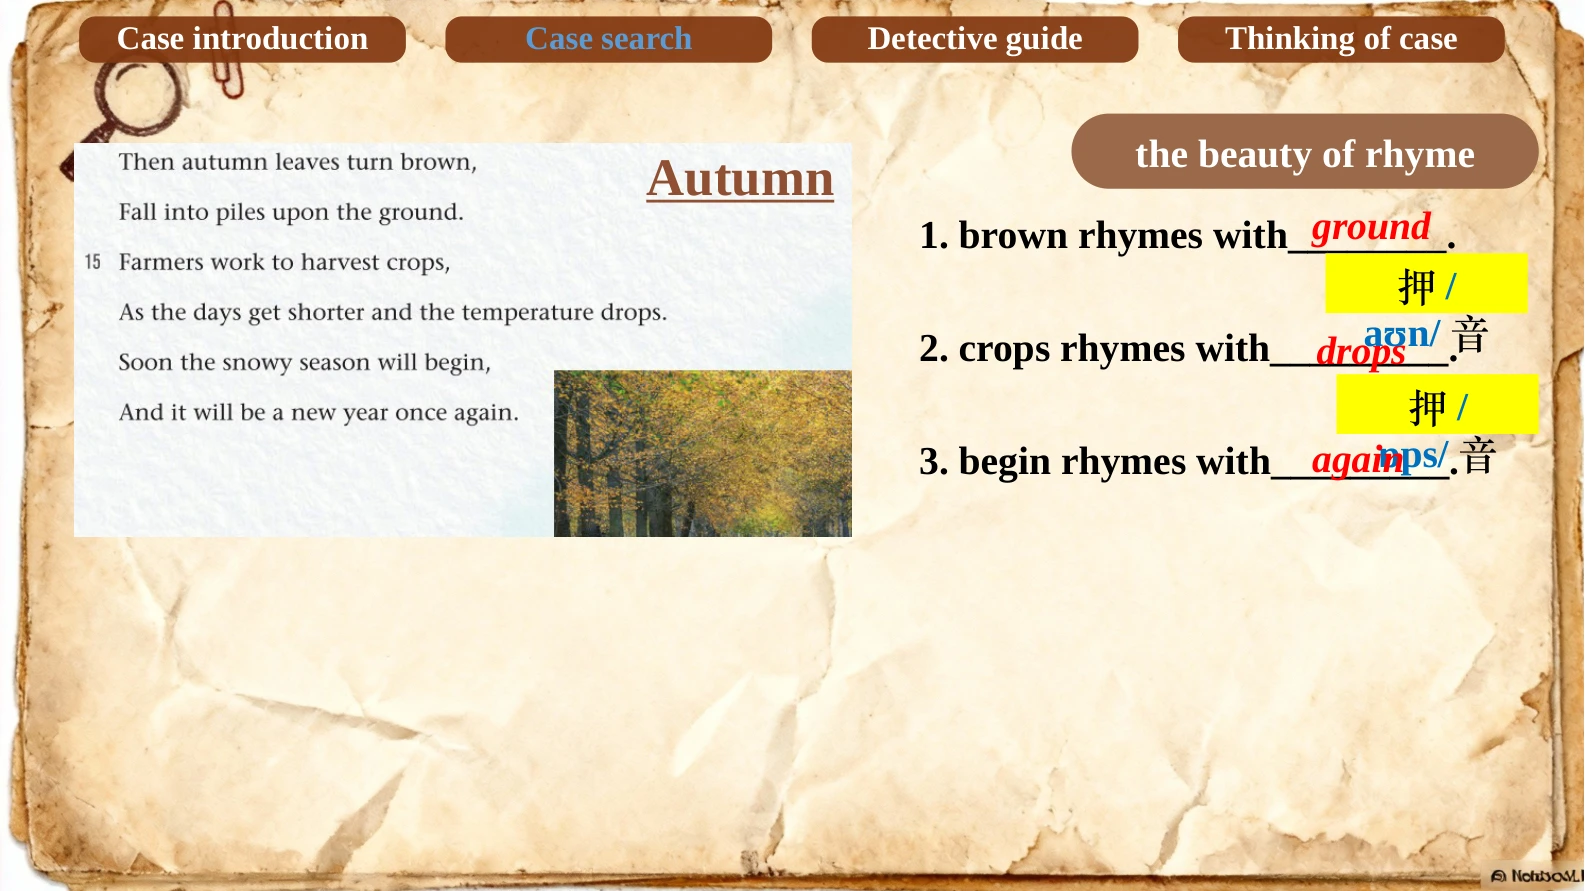 Case introduction
Case search
Detective guide
Thinking of case
Then autumn leaves turn brown,
Fall into piles upon the ground.
15 Farmers work to harvest crops,
As the days get shorter and the temperature drops.
Soon the snowy season will begin,
And it will be a new year once again.
Autumn
the beauty of rhyme
1. brown rhymes with________.
ground
押 /
aʊn/ 音
2. crops rhymes with_________.
drops
押 /
ɒps/ 音
3. begin rhymes with_________.
again